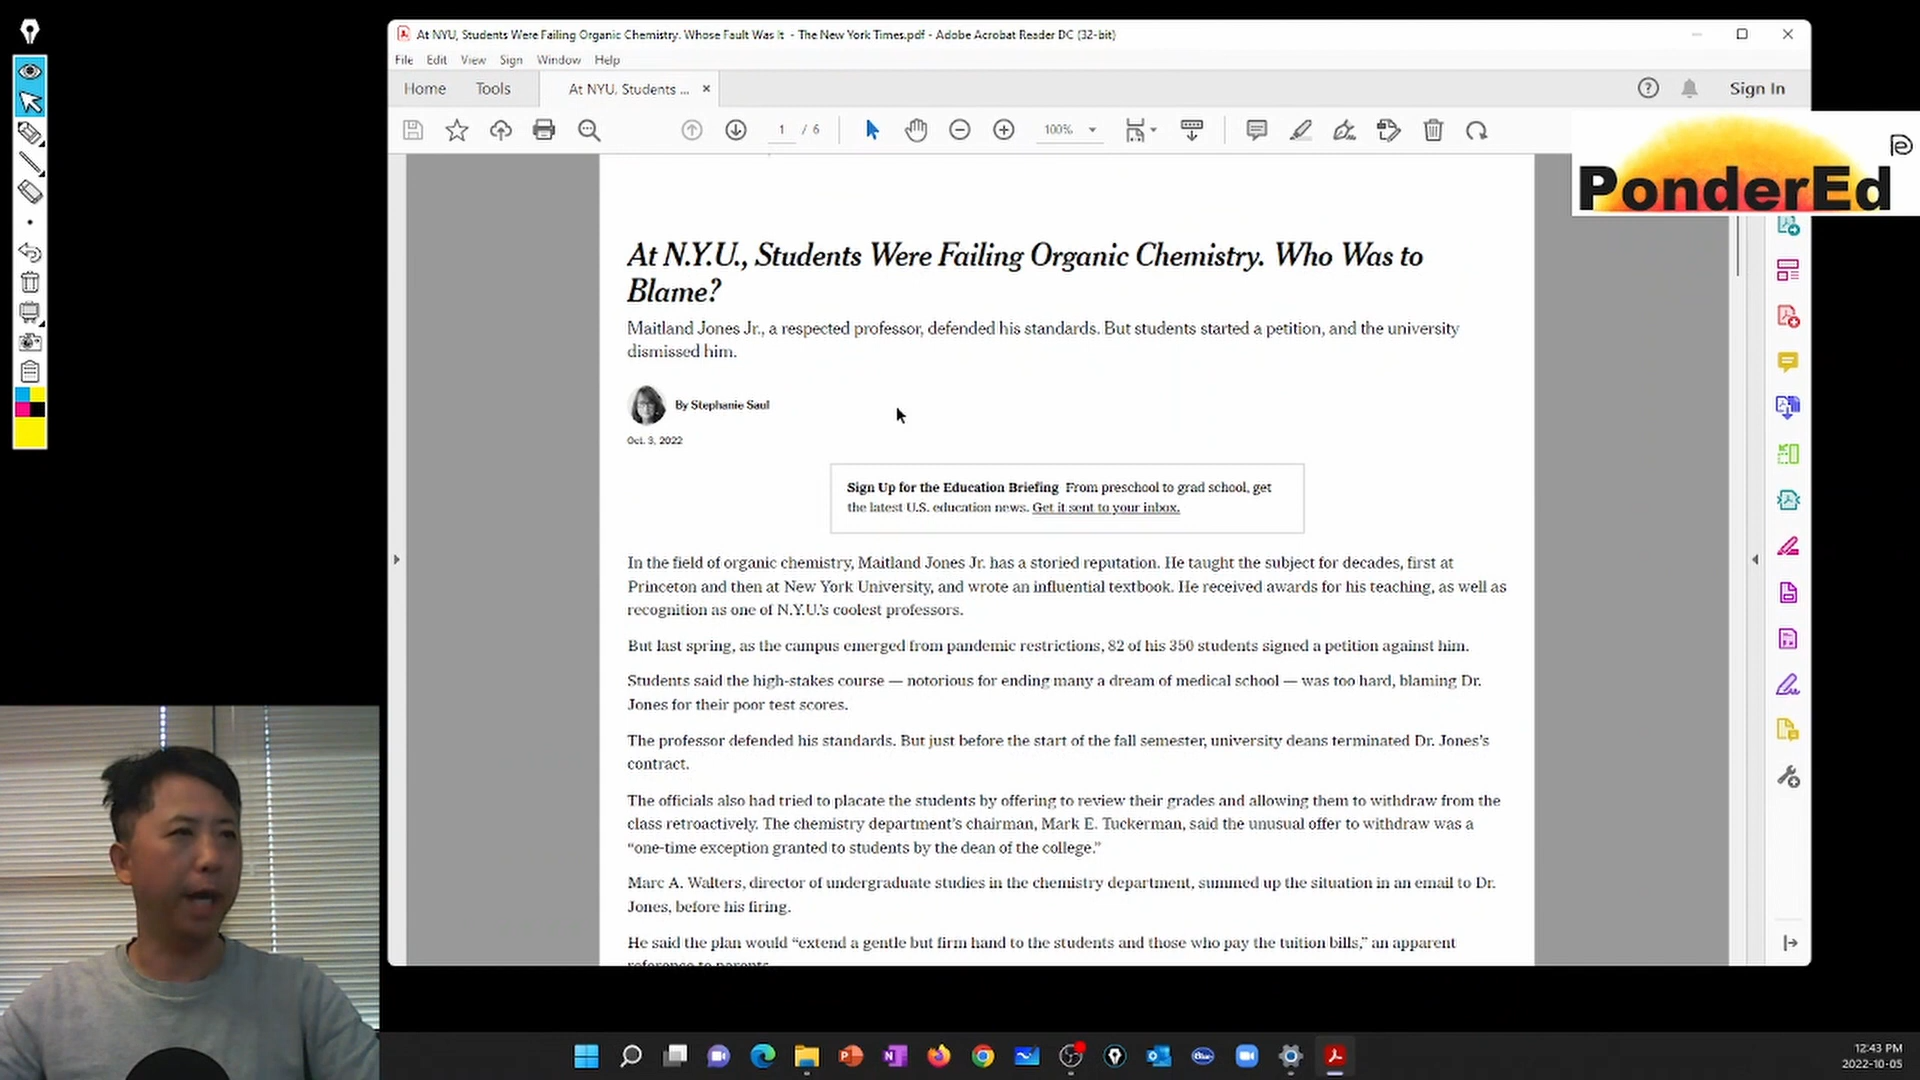 At NYU, Students Were Failing Organic Chemistry. Whose Fault Was It  - The New York Times.pdf - Adobe Acrobat Reader DC (32-bit)
File Edit View Sign Window Help
Home Tools At NYU, Students ... × Sign In
1 / 6 100%
PonderEd
At N.Y.U., Students Were Failing Organic Chemistry. Who Was to
Blame?
Maitland Jones Jr., a respected professor, defended his standards. But students started a petition, and the university
dismissed him.
By Stephanie Saul
Oct. 3, 2022
Sign Up for the Education Briefing  From preschool to grad school, get
the latest U.S. education news. Get it sent to your inbox.
In the field of organic chemistry, Maitland Jones Jr. has a storied reputation. He taught the subject for decades, first at
Princeton and then at New York University, and wrote an influential textbook. He received awards for his teaching, as well as
recognition as one of N.Y.U.’s coolest professors.
But last spring, as the campus emerged from pandemic restrictions, 82 of his 350 students signed a petition against him.
Students said the high-stakes course — notorious for ending many a dream of medical school — was too hard, blaming Dr.
Jones for their poor test scores.
The professor defended his standards. But just before the start of the fall semester, university deans terminated Dr. Jones’s
contract.
The officials also had tried to placate the students by offering to review their grades and allowing them to withdraw from the
class retroactively. The chemistry department’s chairman, Mark E. Tuckerman, said the unusual offer to withdraw was a
“one-time exception granted to students by the dean of the college.”
Marc A. Walters, director of undergraduate studies in the chemistry department, summed up the situation in an email to Dr.
Jones, before his firing.
He said the plan would “extend a gentle but firm hand to the students and those who pay the tuition bills,” an apparent
reference to parents.
12:43 PM
2022-10-05